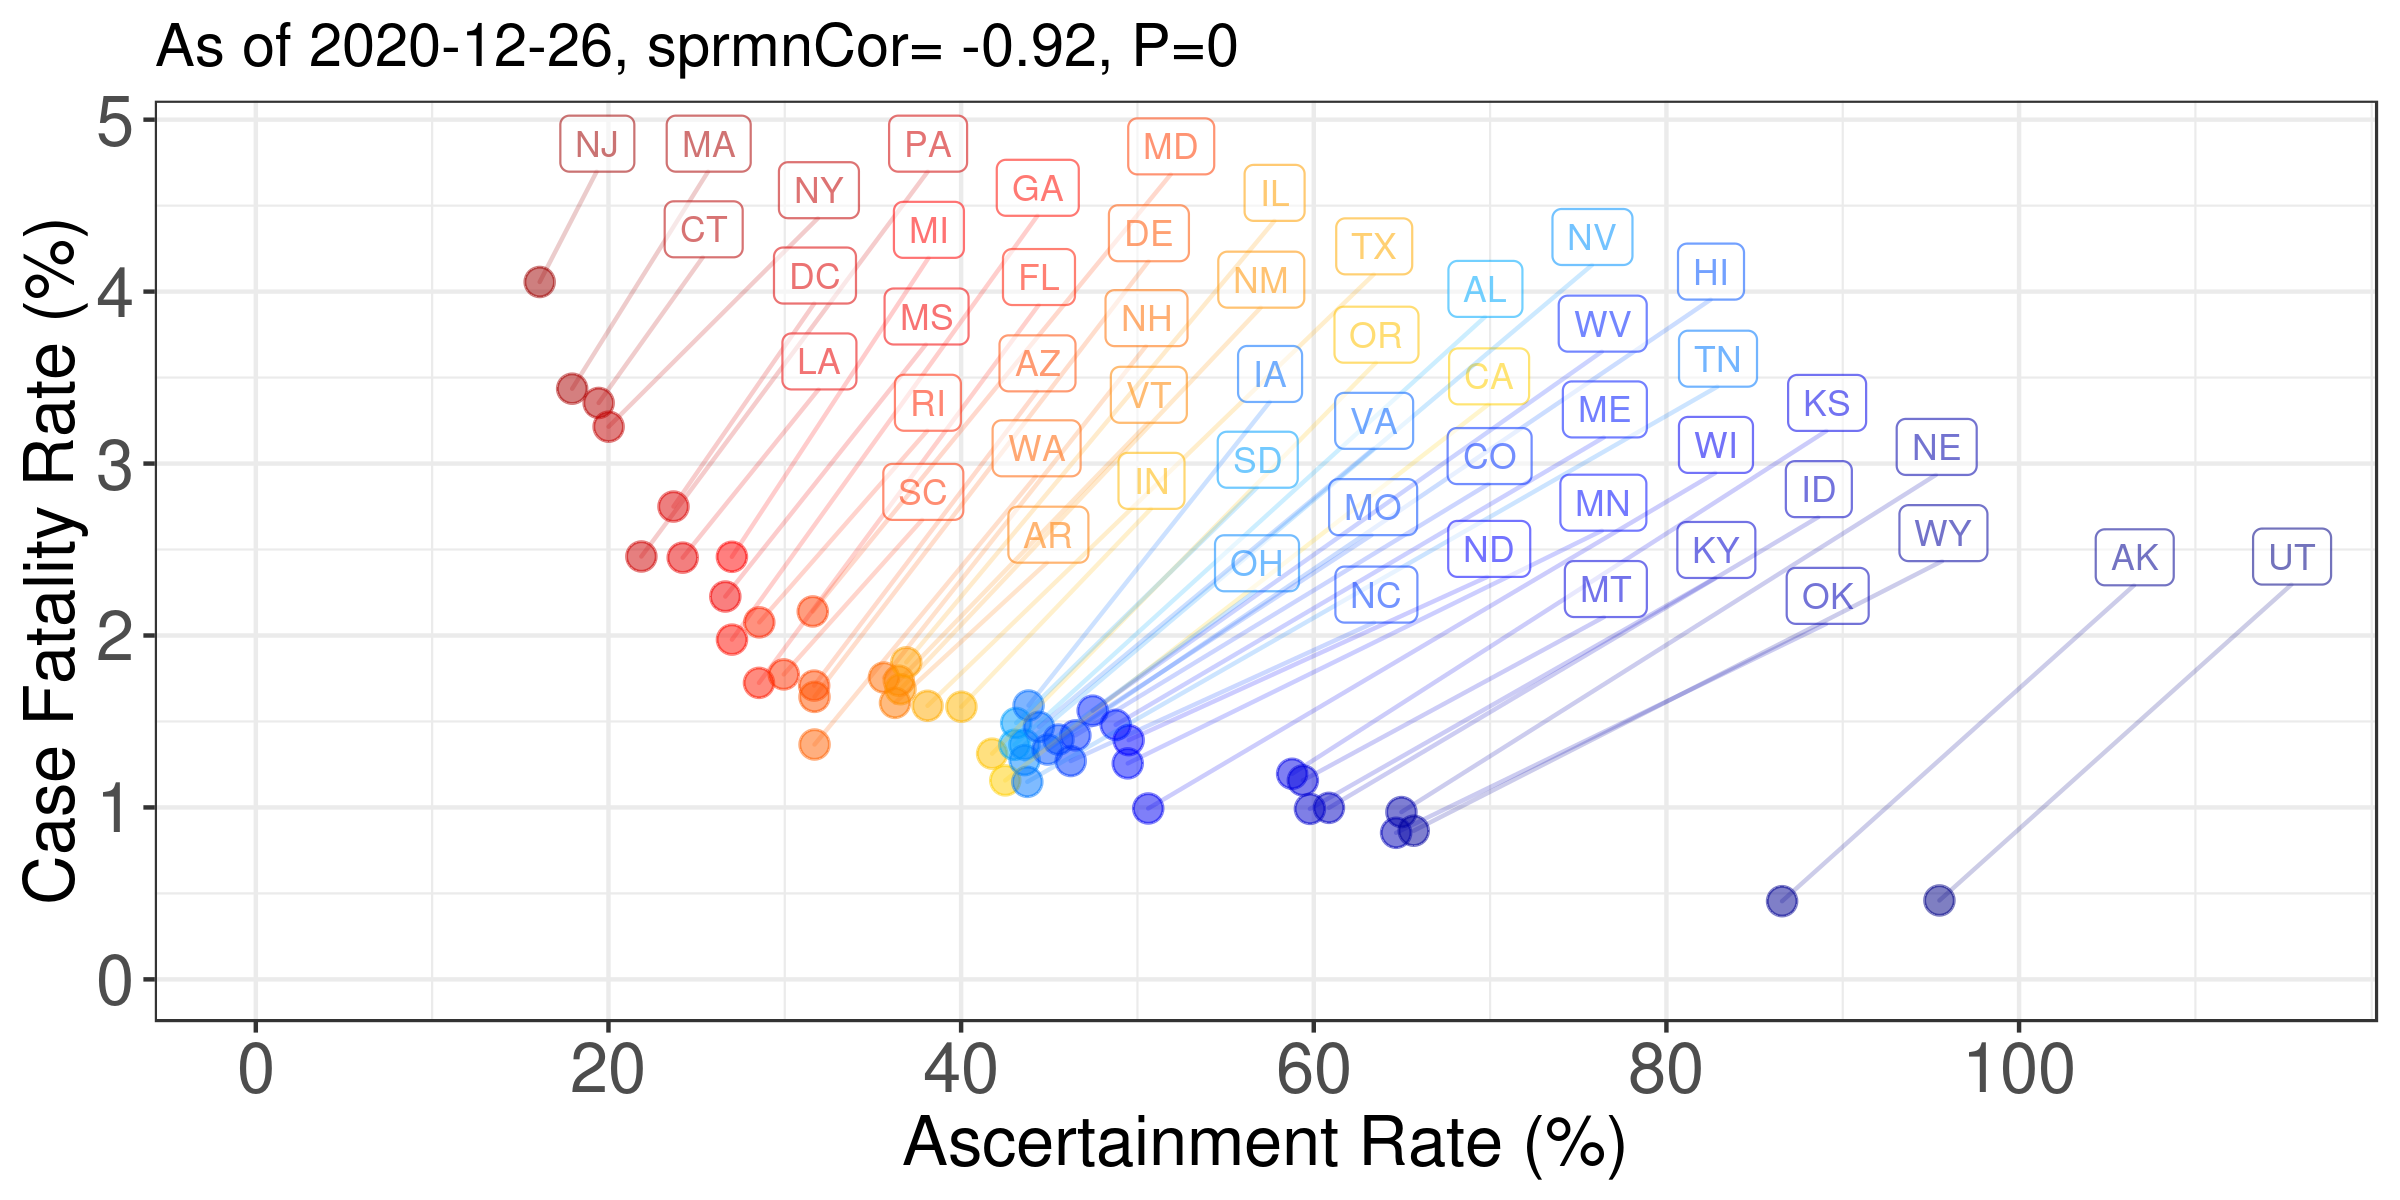 As of 2020-12-26, sprmnCor= -0.92, P=0
Case Fatality Rate (%)
5
4
3
2
1
0
NJ
MA
PA
MD
NY
GA
IL
CT
MI
DE
TX
NV
DC
FL
NM
AL
HI
MS
NH
OR
WV
LA
AZ
IA
CA
TN
RI
VT
VA
ME
KS
WA
SD
CO
WI
NE
SC
IN
MO
MN
ID
AR
OH
ND
KY
WY
AK
UT
NC
MT
OK
0 20 40 60 80 100
Ascertainment Rate (%)